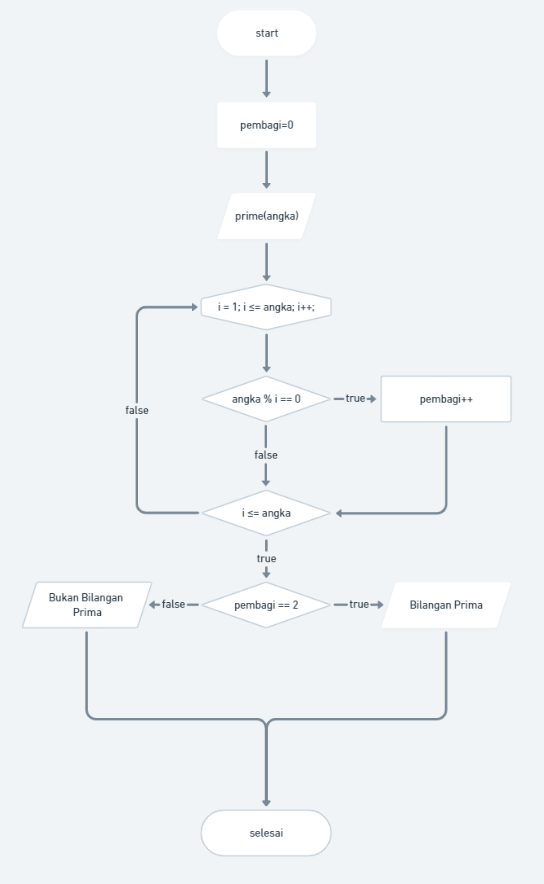 start
pembagi=0
prime(angka)
i = 1; i <= angka; i++;
false
angka % i == 0
true
pembagi++
false
i <= angka
true
Bukan Bilangan
Prima
false
pembagi == 2
true
Bilangan Prima
selesai